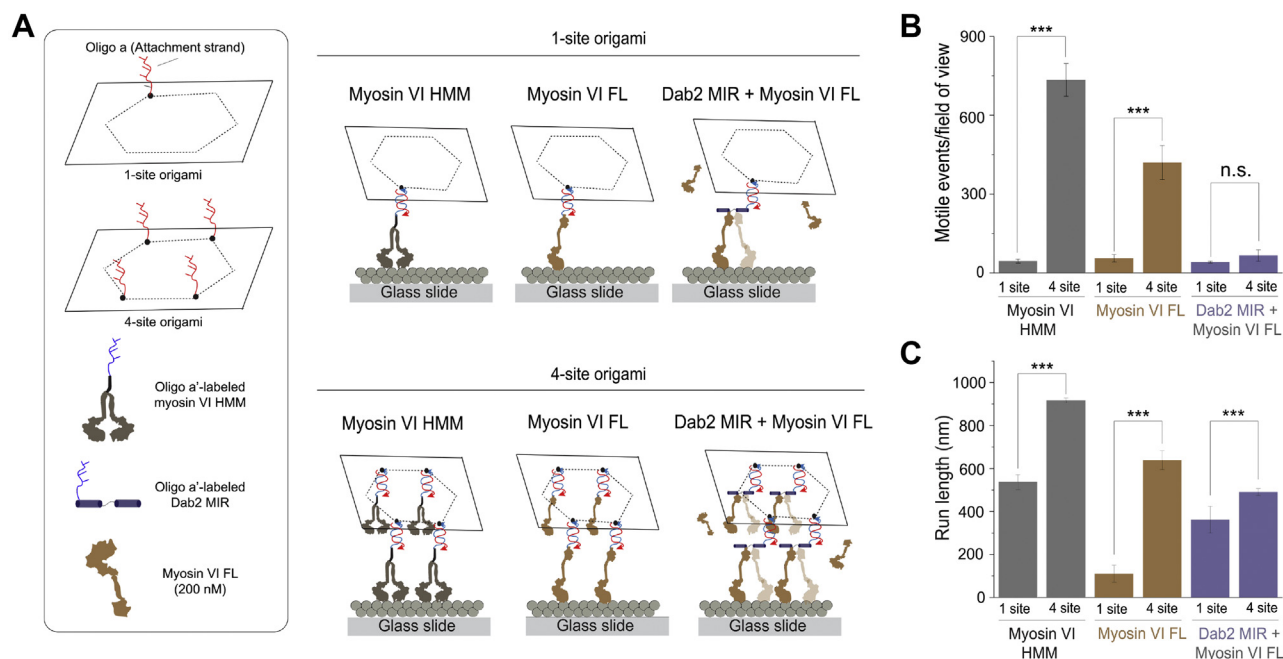 A
Oligo a (Attachment strand)
1-site origami
4-site origami
Oligo a'-labeled
myosin VI HMM
Oligo a'-labeled
Dab2 MIR
Myosin VI FL
(200 nM)
1-site origami
Myosin VI HMM
Myosin VI FL
Dab2 MIR + Myosin VI FL
Glass slide
Glass slide
Glass slide
4-site origami
Myosin VI HMM
Myosin VI FL
Dab2 MIR + Myosin VI FL
Glass slide
Glass slide
Glass slide
B
Motile events/field of view
900
600
300
0
***
***
n.s.
1 site 4 site 1 site 4 site 1 site 4 site
Myosin VI
HMM
Myosin VI FL
Dab2 MIR +
Myosin VI FL
C
Run length (nm)
1000
800
600
400
200
0
***
***
***
1 site 4 site 1 site 4 site 1 site 4 site
Myosin VI
HMM
Myosin VI FL
Dab2 MIR +
Myosin VI FL